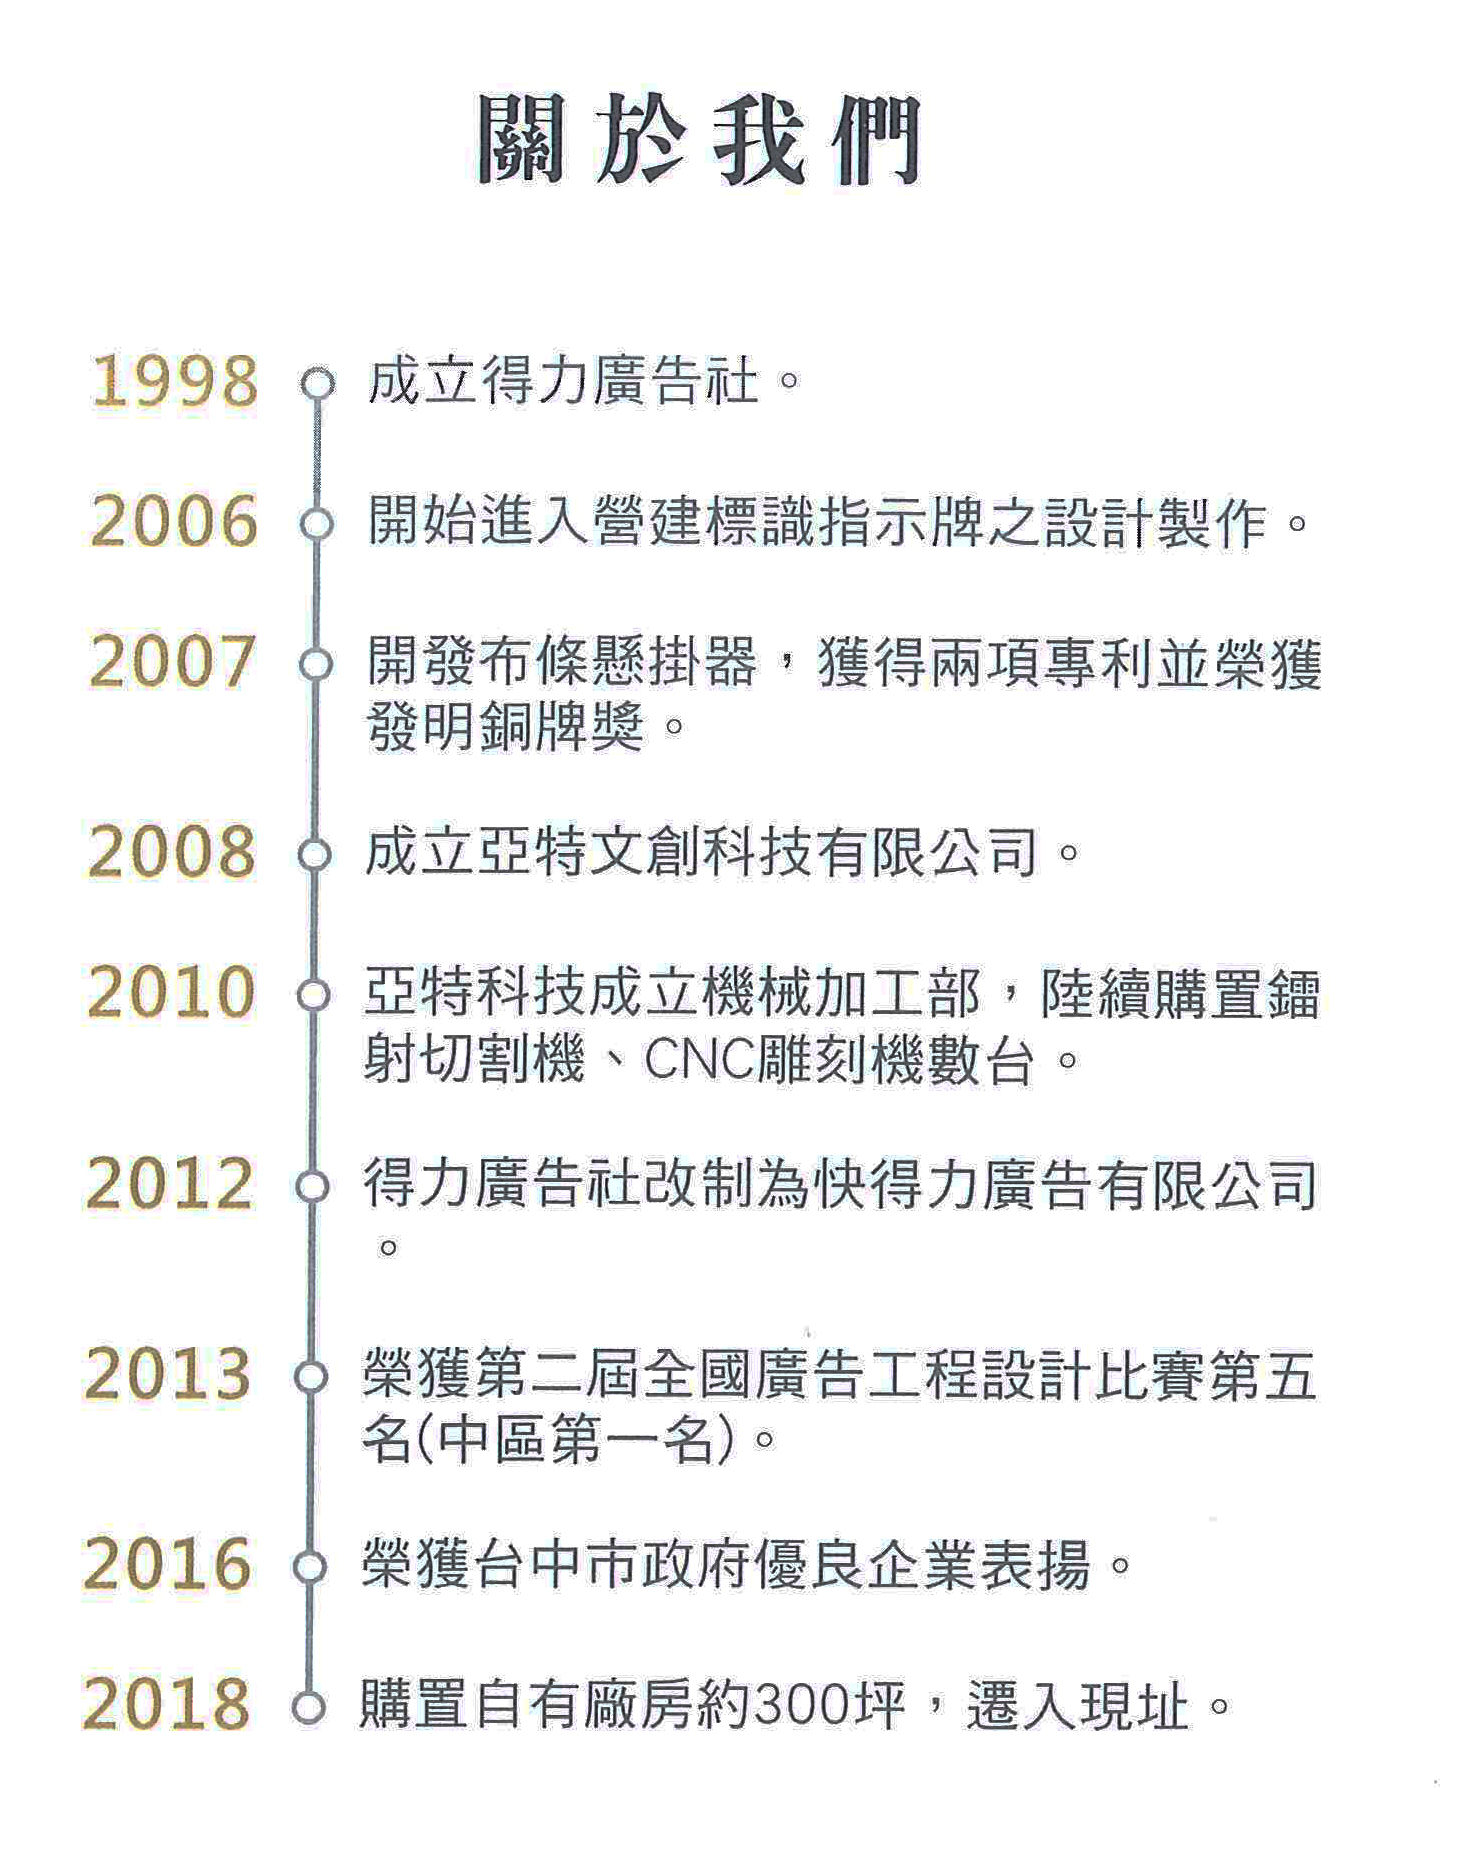 關於我們
1998 成立得力廣告社。
2006 開始進入營建標識指示牌之設計製作。
2007 開發布條懸掛器，獲得兩項專利並榮獲
發明銅牌獎。
2008 成立亞特文創科技有限公司。
2010 亞特科技成立機械加工部，陸續購置鐳
射切割機、CNC雕刻機數台。
2012 得力廣告社改制為快得力廣告有限公司
。
2013 榮獲第二屆全國廣告工程設計比賽第五
名(中區第一名)。
2016 榮獲台中市政府優良企業表揚。
2018 購置自有廠房約300坪，遷入現址。